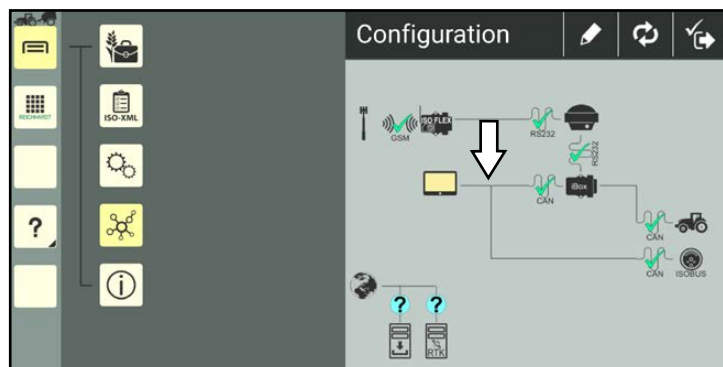 Configuration
REICHHARDT
ISO-XML
?
GSM
ISO FLEX
RS232
RS232
CAN
iBox
CAN
CAN
ISOBUS
?
?
RTK